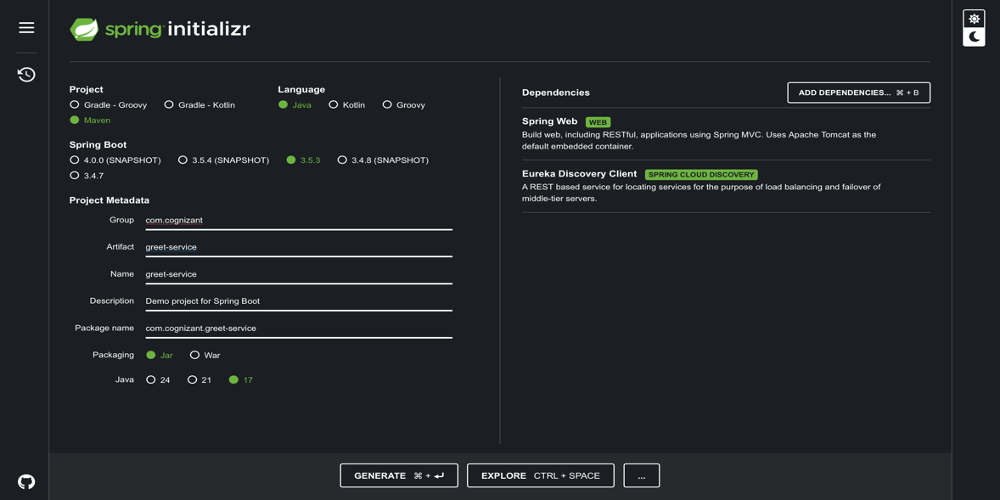 spring initializr
Project
Gradle - Groovy Gradle - Kotlin
Maven
Language
Java Kotlin Groovy
Spring Boot
4.0.0 (SNAPSHOT) 3.5.4 (SNAPSHOT) 3.5.3 3.4.8 (SNAPSHOT)
3.4.7
Project Metadata
Group com.cognizant
Artifact greet-service
Name greet-service
Description Demo project for Spring Boot
Package name com.cognizant.greet-service
Packaging Jar War
Java 24 21 17
Dependencies ADD DEPENDENCIES... ⌘ + B
Spring Web WEB
Build web, including RESTful, applications using Spring MVC. Uses Apache Tomcat as the
default embedded container.
Eureka Discovery Client SPRING CLOUD DISCOVERY
A REST based service for locating services for the purpose of load balancing and failover of
middle-tier servers.
GENERATE ⌘ + ⏎ EXPLORE CTRL + SPACE ...